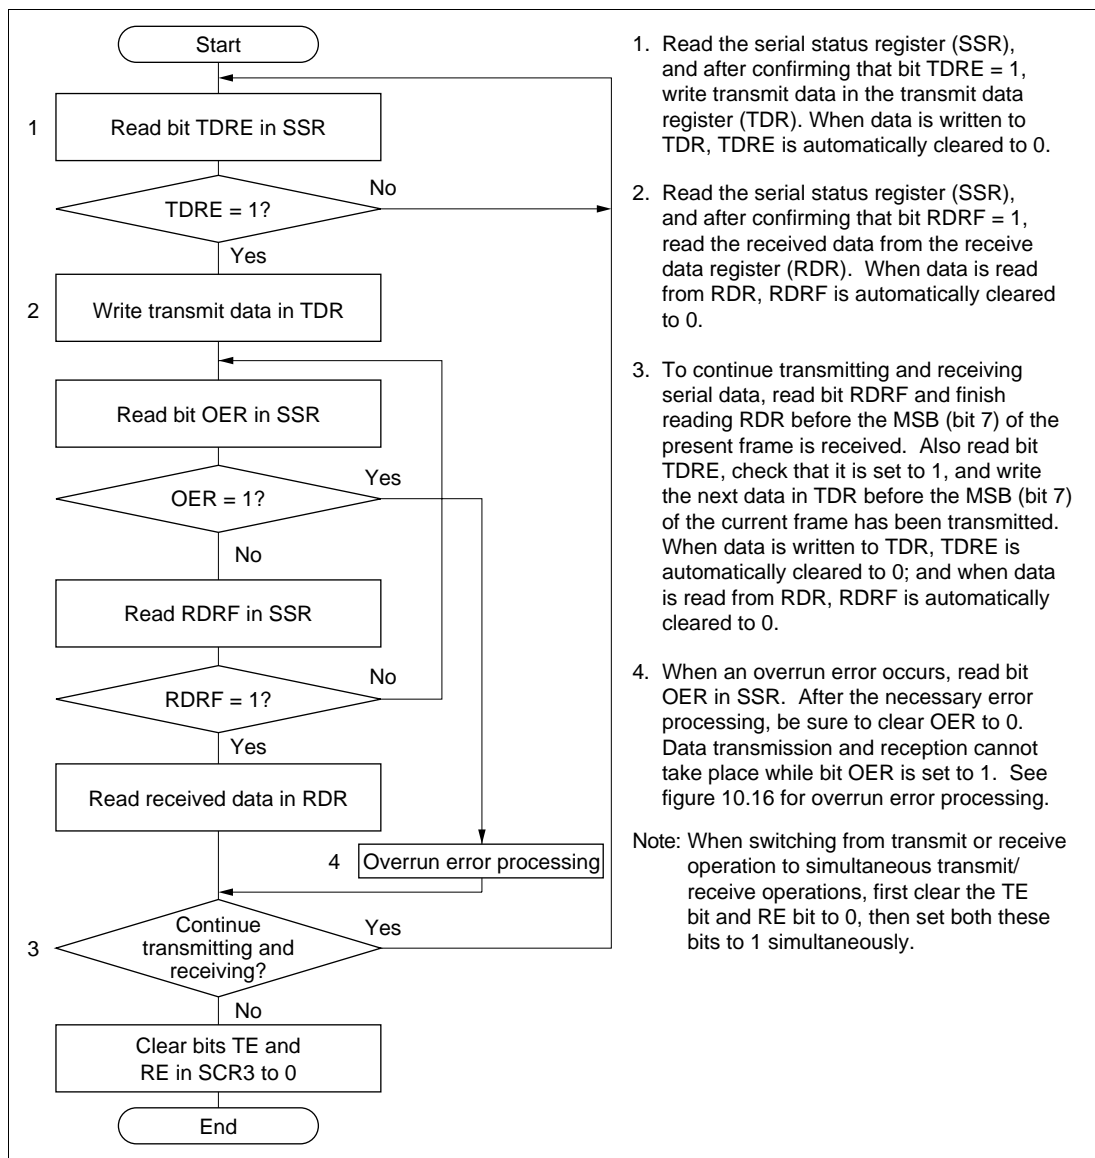 Start
1
Read bit TDRE in SSR
TDRE = 1?
No
Yes
2
Write transmit data in TDR
Read bit OER in SSR
OER = 1?
Yes
No
Read RDRF in SSR
RDRF = 1?
No
Yes
Read received data in RDR
4
Overrun error processing
3
Continue
transmitting and
receiving?
Yes
No
Clear bits TE and
RE in SCR3 to 0
End
1. Read the serial status register (SSR),
and after confirming that bit TDRE = 1,
write transmit data in the transmit data
register (TDR). When data is written to
TDR, TDRE is automatically cleared to 0.
2. Read the serial status register (SSR),
and after confirming that bit RDRF = 1,
read the received data from the receive
data register (RDR). When data is read
from RDR, RDRF is automatically cleared
to 0.
3. To continue transmitting and receiving
serial data, read bit RDRF and finish
reading RDR before the MSB (bit 7) of the
present frame is received. Also read bit
TDRE, check that it is set to 1, and write
the next data in TDR before the MSB (bit 7)
of the current frame has been transmitted.
When data is written to TDR, TDRE is
automatically cleared to 0; and when data
is read from RDR, RDRF is automatically
cleared to 0.
4. When an overrun error occurs, read bit
OER in SSR. After the necessary error
processing, be sure to clear OER to 0.
Data transmission and reception cannot
take place while bit OER is set to 1. See
figure 10.16 for overrun error processing.
Note: When switching from transmit or receive
operation to simultaneous transmit/
receive operations, first clear the TE
bit and RE bit to 0, then set both these
bits to 1 simultaneously.